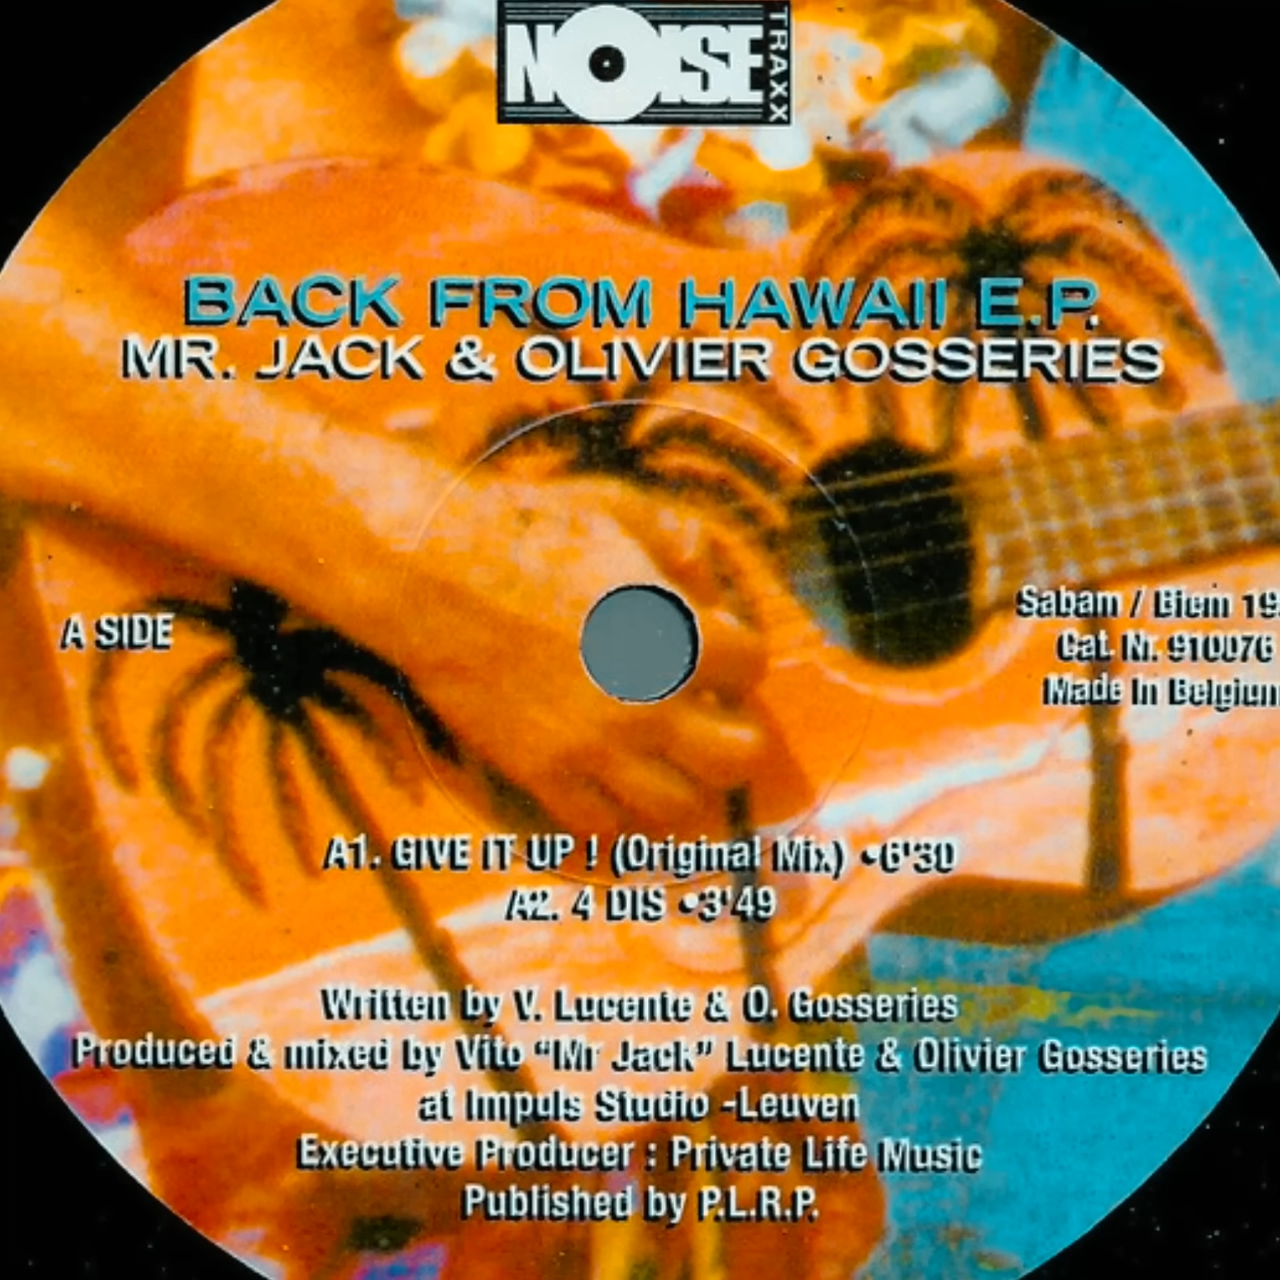 NOISE TRAXX
BACK FROM HAWAII E.P.
MR. JACK & OLIVIER GOSSERIES
A SIDE
Sabam / Biem 19
Cat. Nr. 910076
Made In Belgium
A1. GIVE IT UP ! (Original Mix) •6'30
A2. 4 DIS •3'49
Written by V. Lucente & O. Gosseries
Produced & mixed by Vito “Mr Jack” Lucente & Olivier Gosseries
at Impuls Studio -Leuven
Executive Producer : Private Life Music
Published by P.L.R.P.